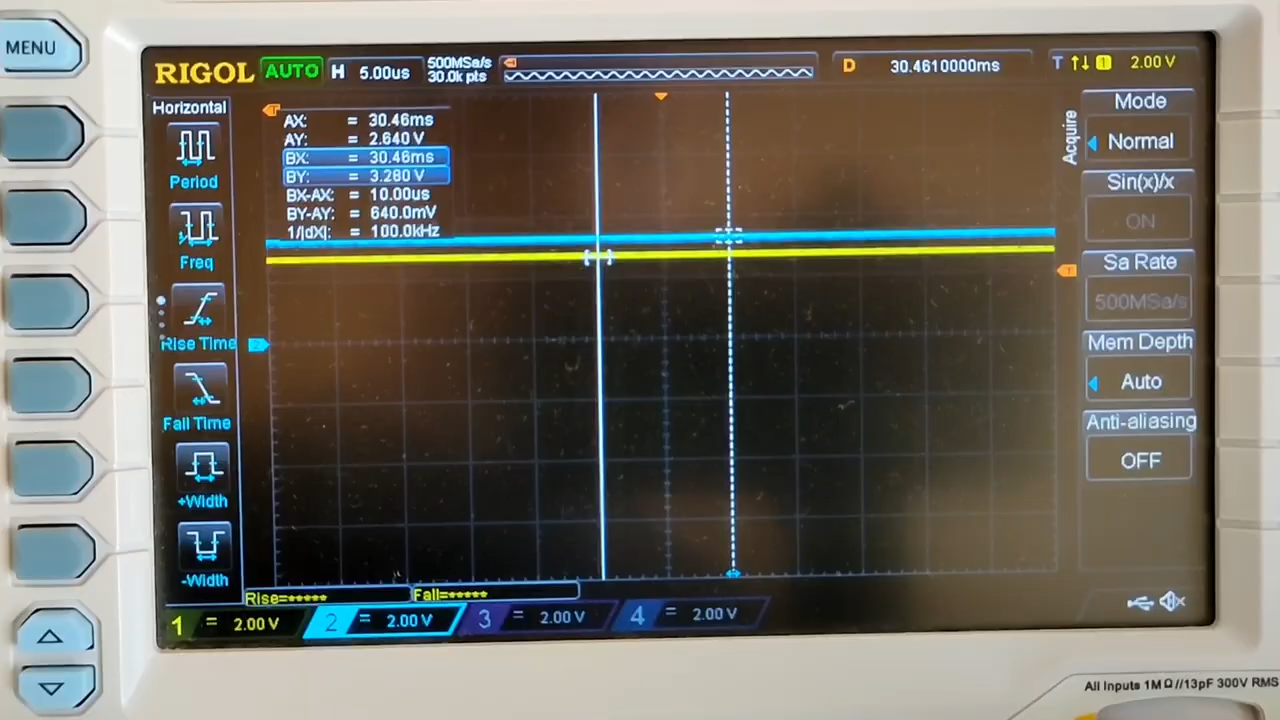 MENU
RIGOL AUTO H 5.00us 500MSa/s 30.0k pts D 30.4610000ms T 1 2.00 V
Horizontal
Period
Freq
Rise Time
Fall Time
+Width
-Width
AX: = 30.46ms
AY: = 2.640 V
BX: = 30.46ms
BY: = 3.280 V
BX-AX: = 10.00us
BY-AY: = 640.0mV
1/|dX|: = 100.0kHz
T
T
2
Acquire
Mode
Normal
Sin(x)/x
ON
Sa Rate
500MSa/s
Mem Depth
Auto
Anti-aliasing
OFF
Rise=***** Fall=*****
1 = 2.00 V 2 = 2.00 V 3 = 2.00 V 4 = 2.00 V
All Inputs 1MΩ//13pF 300V RMS